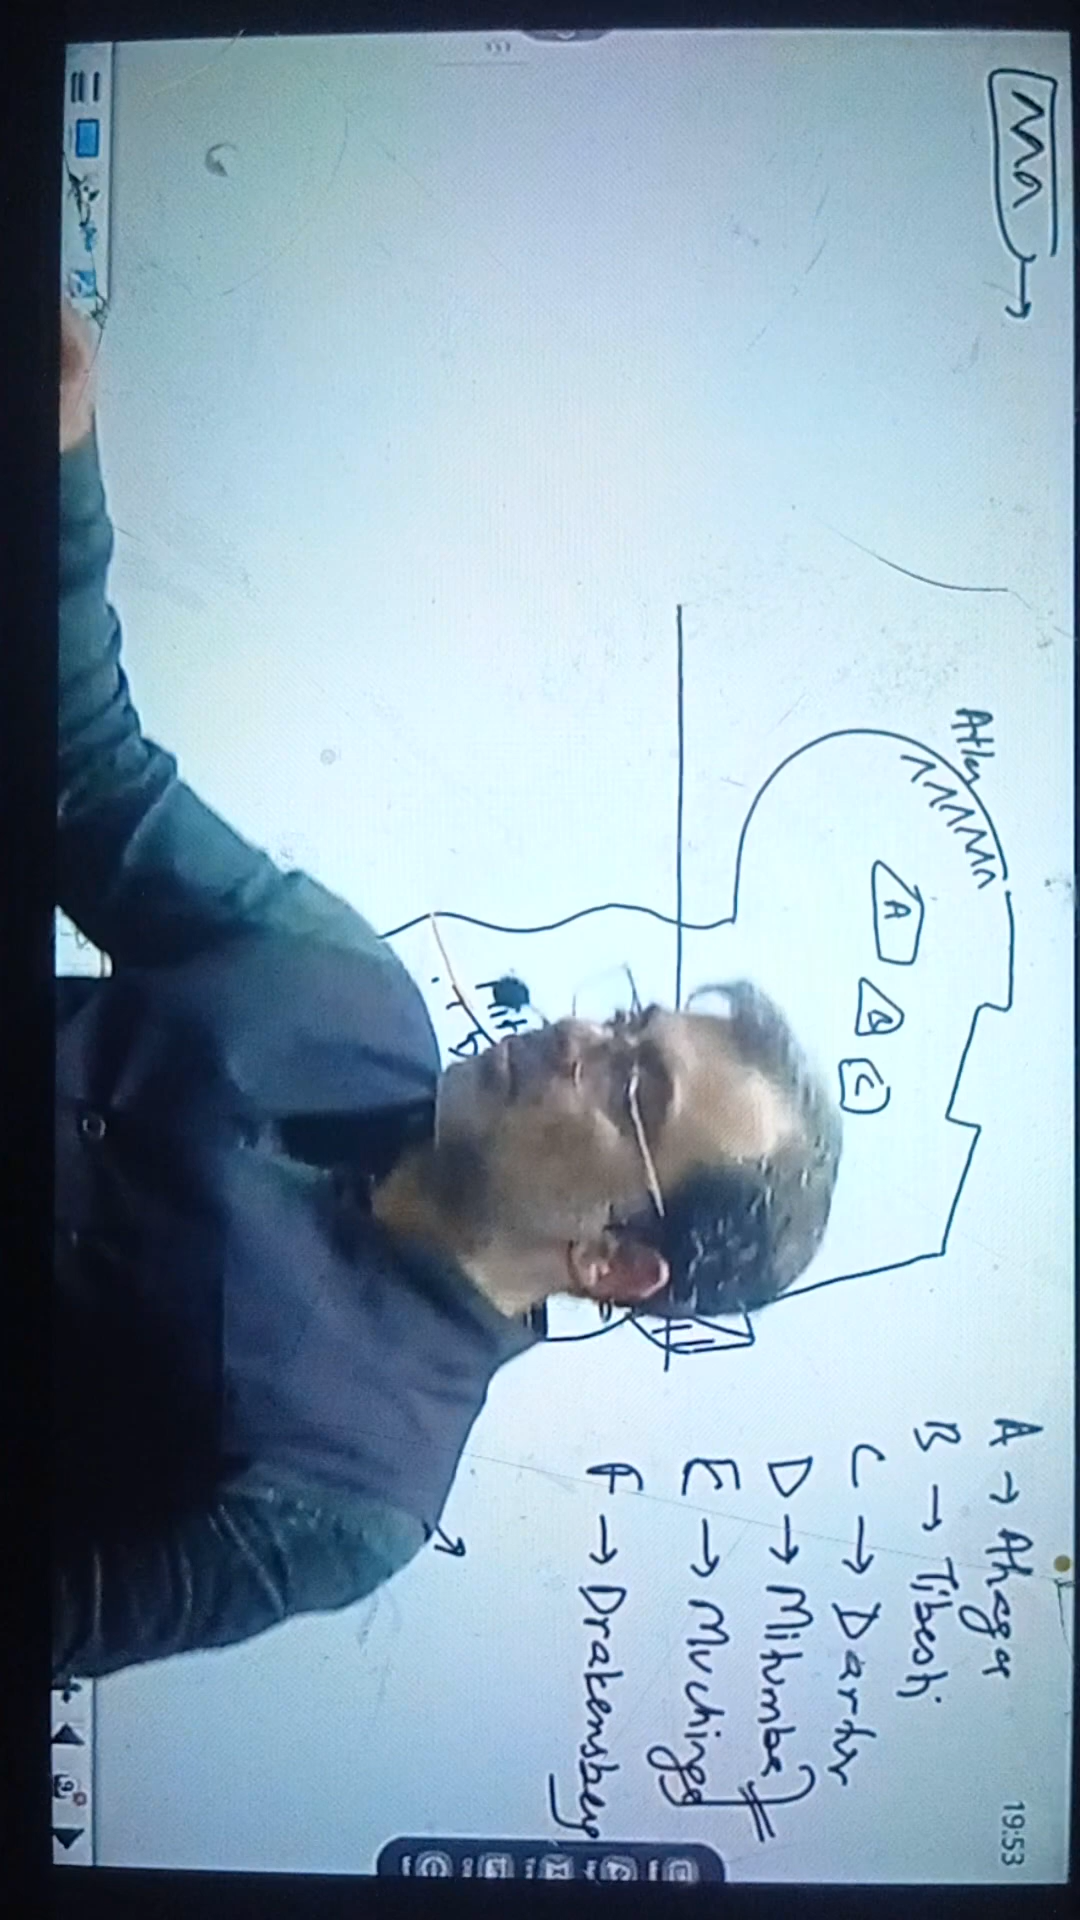 19:53
Atlas
A
B
C
A → Ahagar
B → Tibesti
C → Darfur
D → Mitumba
E → Muchinga
F → Drakensberg